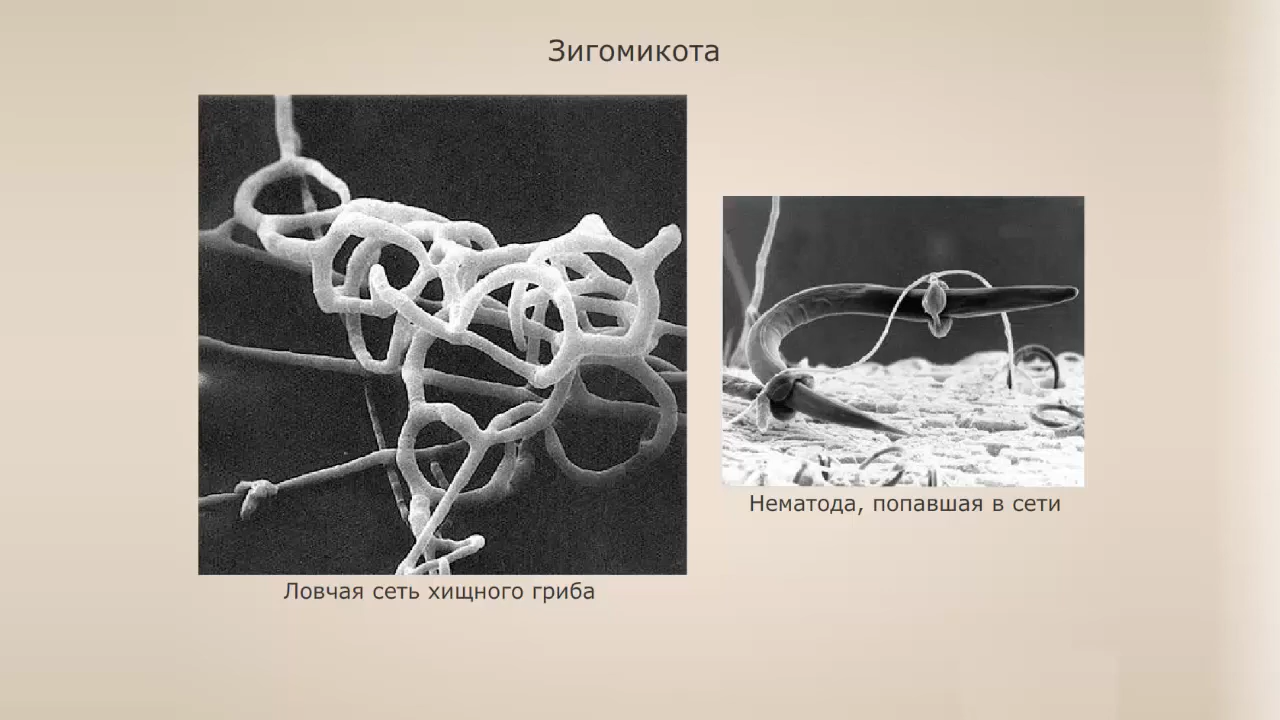 Зигомикота
Нематода, попавшая в сети
Ловчая сеть хищного гриба